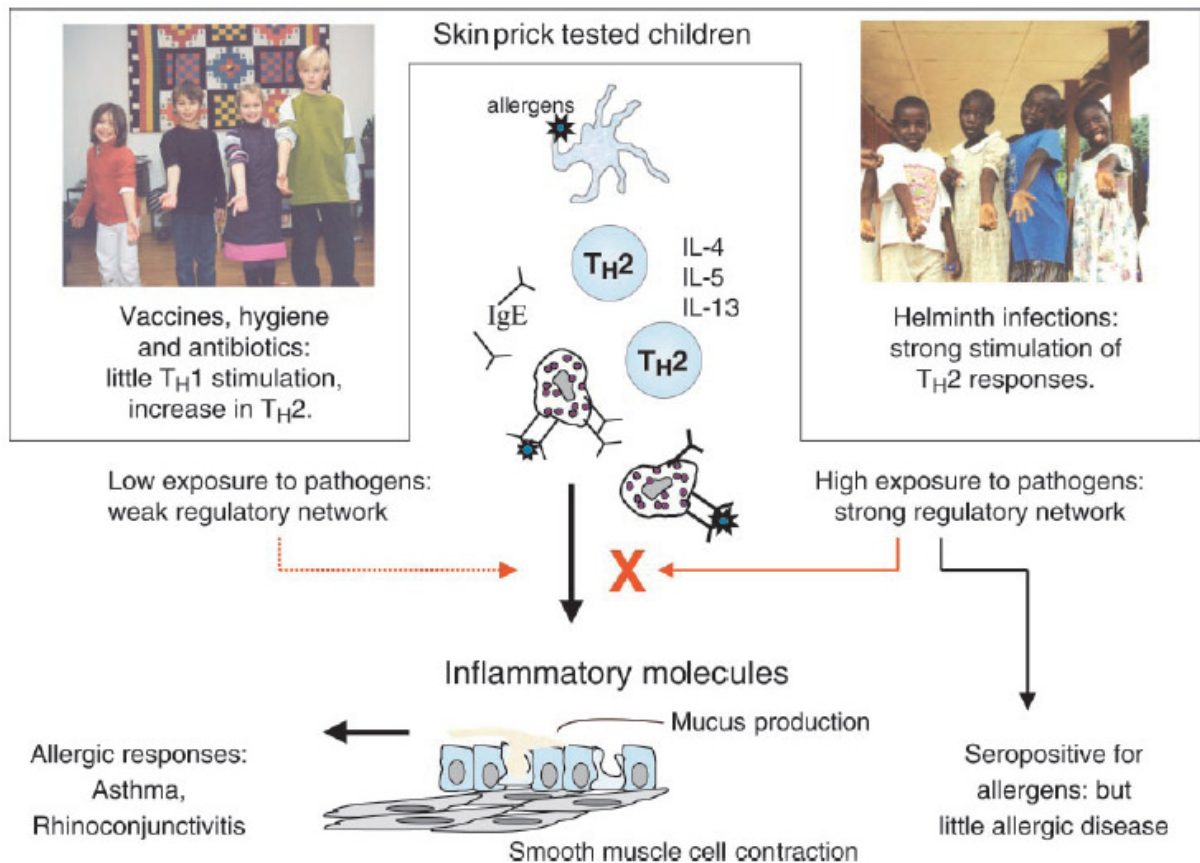 Skin prick tested children
allergens
TH2
IL-4
IL-5
IL-13
IgE
TH2
Vaccines, hygiene
and antibiotics:
little TH1 stimulation,
increase in TH2.
Helminth infections:
strong stimulation of
TH2 responses.
Low exposure to pathogens:
weak regulatory network
High exposure to pathogens:
strong regulatory network
X
Inflammatory molecules
Mucus production
Allergic responses:
Asthma,
Rhinoconjunctivitis
Smooth muscle cell contraction
Seropositive for
allergens: but
little allergic disease